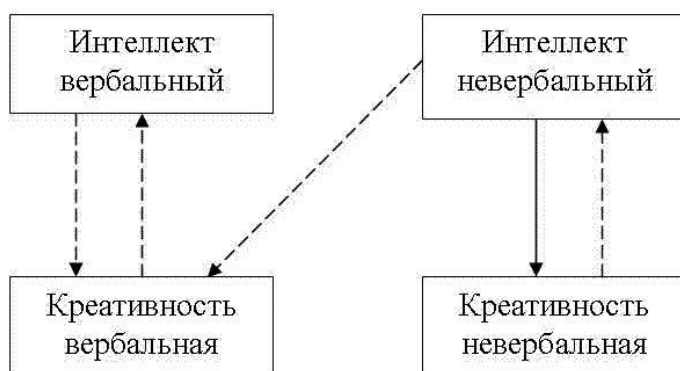 Интеллект
вербальный
Интеллект
невербальный
Креативность
вербальная
Креативность
невербальная